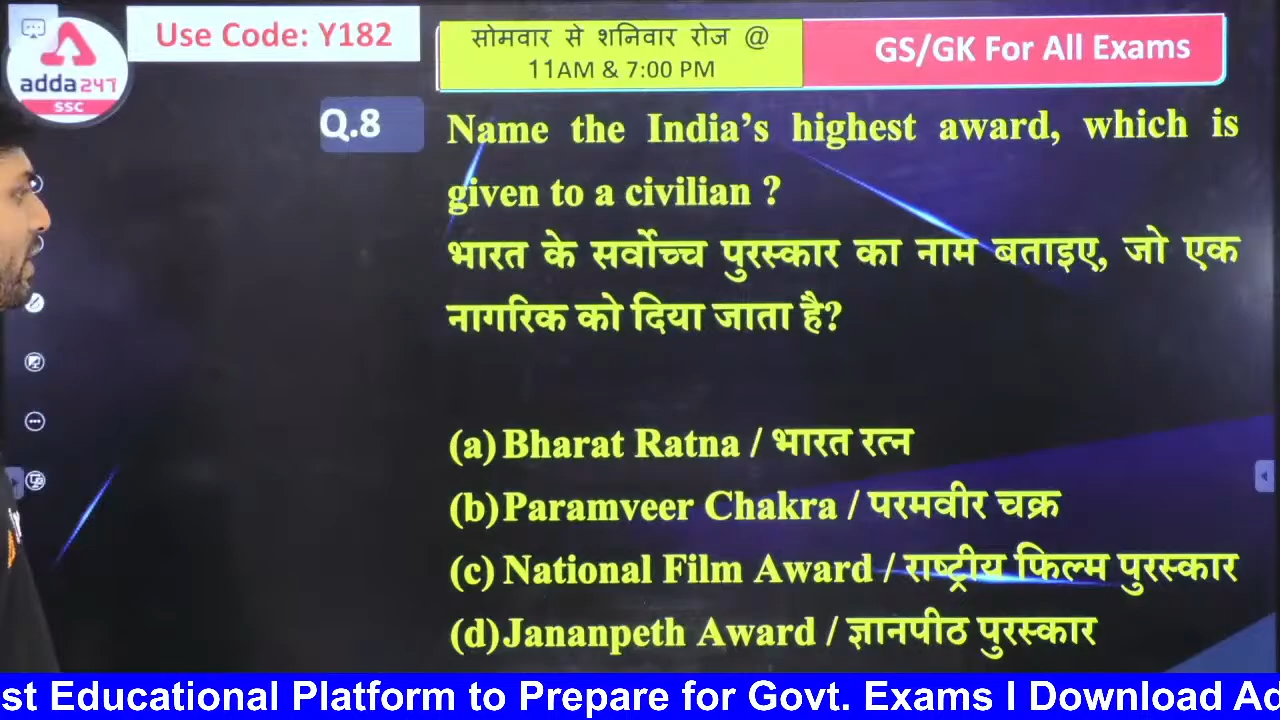 Use Code: Y182
सोमवार से शनिवार रोज @
11AM & 7:00 PM
GS/GK For All Exams
adda247
SSC
Q.8
Name the India's highest award, which is
given to a civilian ?
भारत के सर्वोच्च पुरस्कार का नाम बताइए, जो एक
नागरिक को दिया जाता है?
(a) Bharat Ratna / भारत रत्न
(b) Paramveer Chakra / परमवीर चक्र
(c) National Film Award / राष्ट्रीय फिल्म पुरस्कार
(d) Jananpeth Award / ज्ञानपीठ पुरस्कार
st Educational Platform to Prepare for Govt. Exams I Download Ad